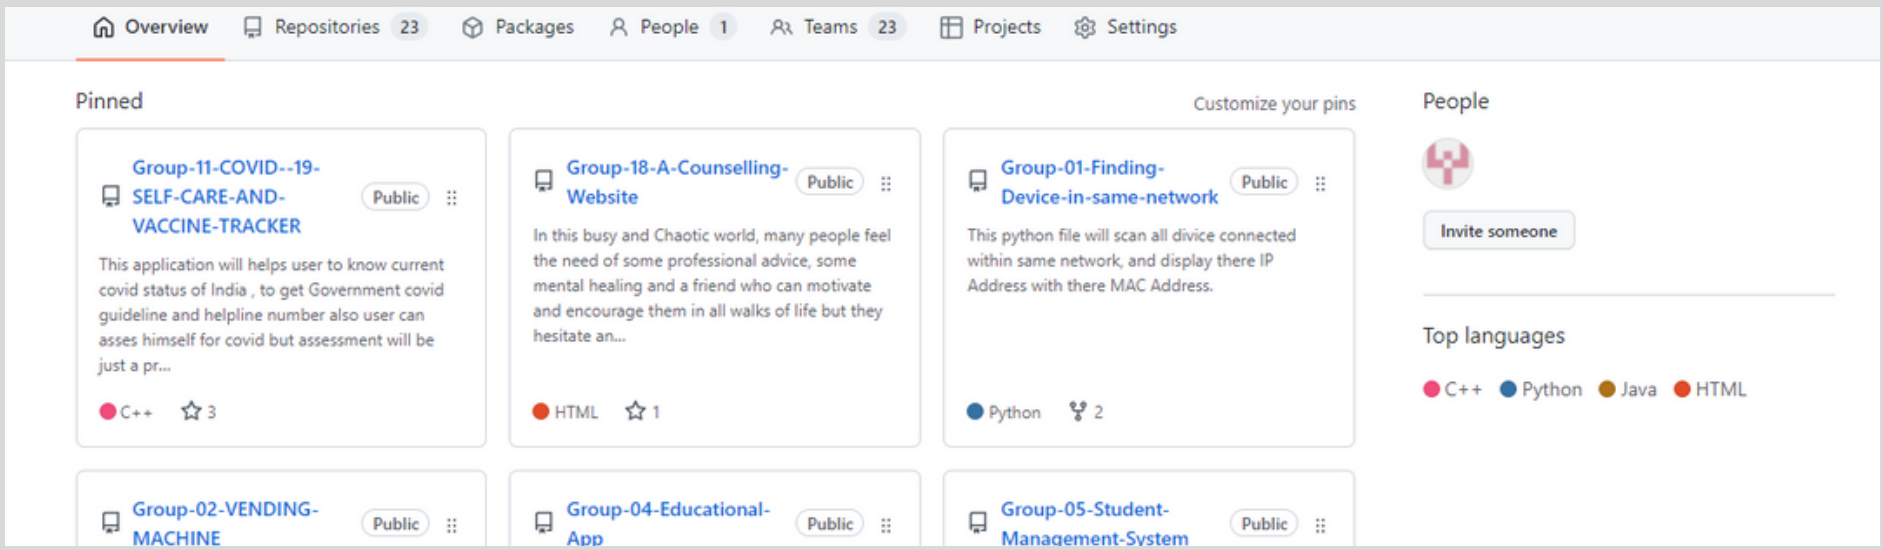 Overview Repositories 23 Packages People 1 Teams 23 Projects Settings
Pinned
Customize your pins
Group-11-COVID--19-
SELF-CARE-AND-
VACCINE-TRACKER
Public
This application will helps user to know current
covid status of India , to get Government covid
guideline and helpline number also user can
asses himself for covid but assessment will be
just a pr...
C++ 3
Group-18-A-Counselling-
Website
Public
In this busy and Chaotic world, many people feel
the need of some professional advice, some
mental healing and a friend who can motivate
and encourage them in all walks of life but they
hesitate an...
HTML 1
Group-01-Finding-
Device-in-same-network
Public
This python file will scan all divice connected
within same network, and display there IP
Address with there MAC Address.
Python 2
Group-02-VENDING-
MACHINE
Public
Group-04-Educational-
App
Public
Group-05-Student-
Management-System
Public
People
Invite someone
Top languages
C++ Python Java HTML